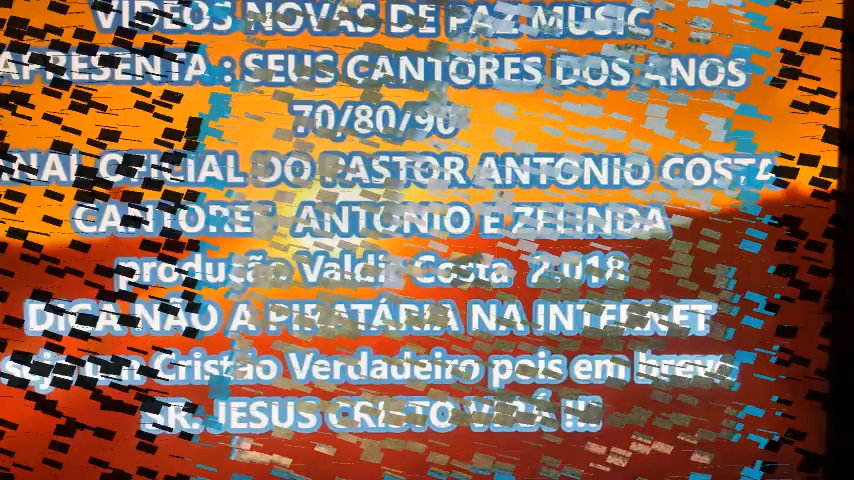 VIDEOS NOVAS DE PAZ MUSIC
APRESENTA : SEUS CANTORES DOS ANOS
70/80/90
OFICIAL DO PASTOR ANTONIO COSTA
CANTORES ANTONIO E ZELINDA
produção Valdir Costa 2.018
DIGA NÃO A PIRATÁRIA NA INTERNET
Seja um Cristão Verdadeiro pois em breve
SR. JESUS CRISTO VIRÁ !!!